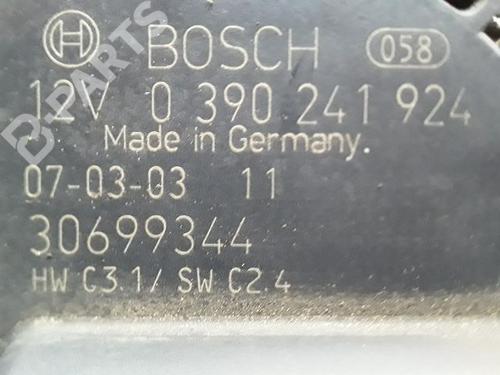 BOSCH 058
12V 0 390 241 924
Made in Germany.
07-03-03 11
30699344
HW C3.1/ SW C2.4
B-PARTS